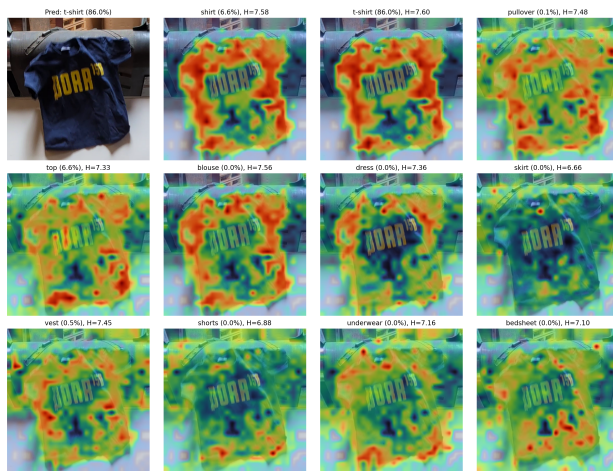 Pred: t-shirt (86.0%)
shirt (6.6%), H=7.58
t-shirt (86.0%), H=7.60
pullover (0.1%), H=7.48
top (6.6%), H=7.33
blouse (0.0%), H=7.56
dress (0.0%), H=7.36
skirt (0.0%), H=6.66
vest (0.5%), H=7.45
shorts (0.0%), H=6.88
underwear (0.0%), H=7.16
bedsheet (0.0%), H=7.10